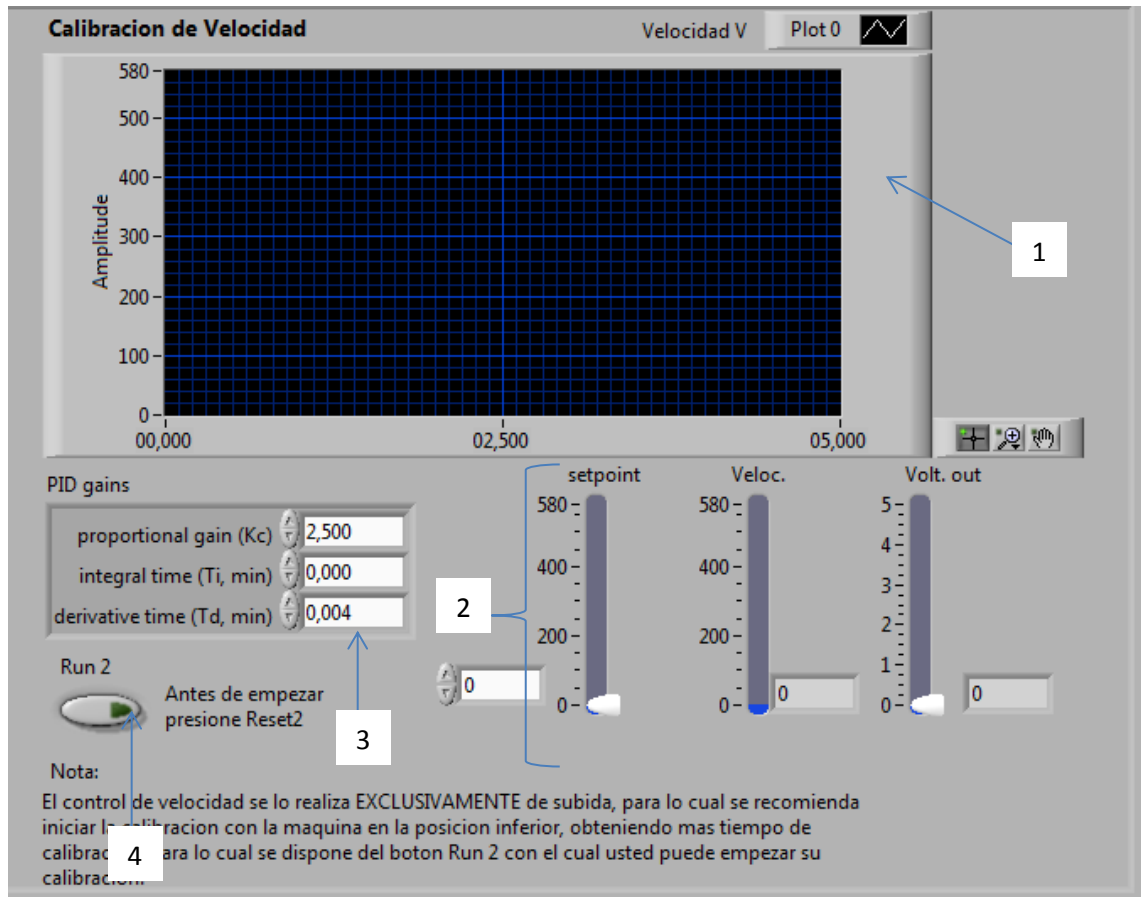 Calibracion de Velocidad
Velocidad V
Plot 0
580
500
400
300
200
100
0
Amplitude
00,000
02,500
05,000
1
PID gains
proportional gain (Kc) 2,500
integral time (Ti, min) 0,000
derivative time (Td, min) 0,004
2
setpoint
580
400
200
0
0
Veloc.
580
400
200
0
0
Volt. out
5
4
3
2
1
0
0
Run 2
Antes de empezar
presione Reset2
3
Nota:
El control de velocidad se lo realiza EXCLUSIVAMENTE de subida, para lo cual se recomienda
iniciar la calibracion con la maquina en la posicion inferior, obteniendo mas tiempo de
para lo cual se dispone del boton Run 2 con el cual usted puede empezar su
calibracion.
4